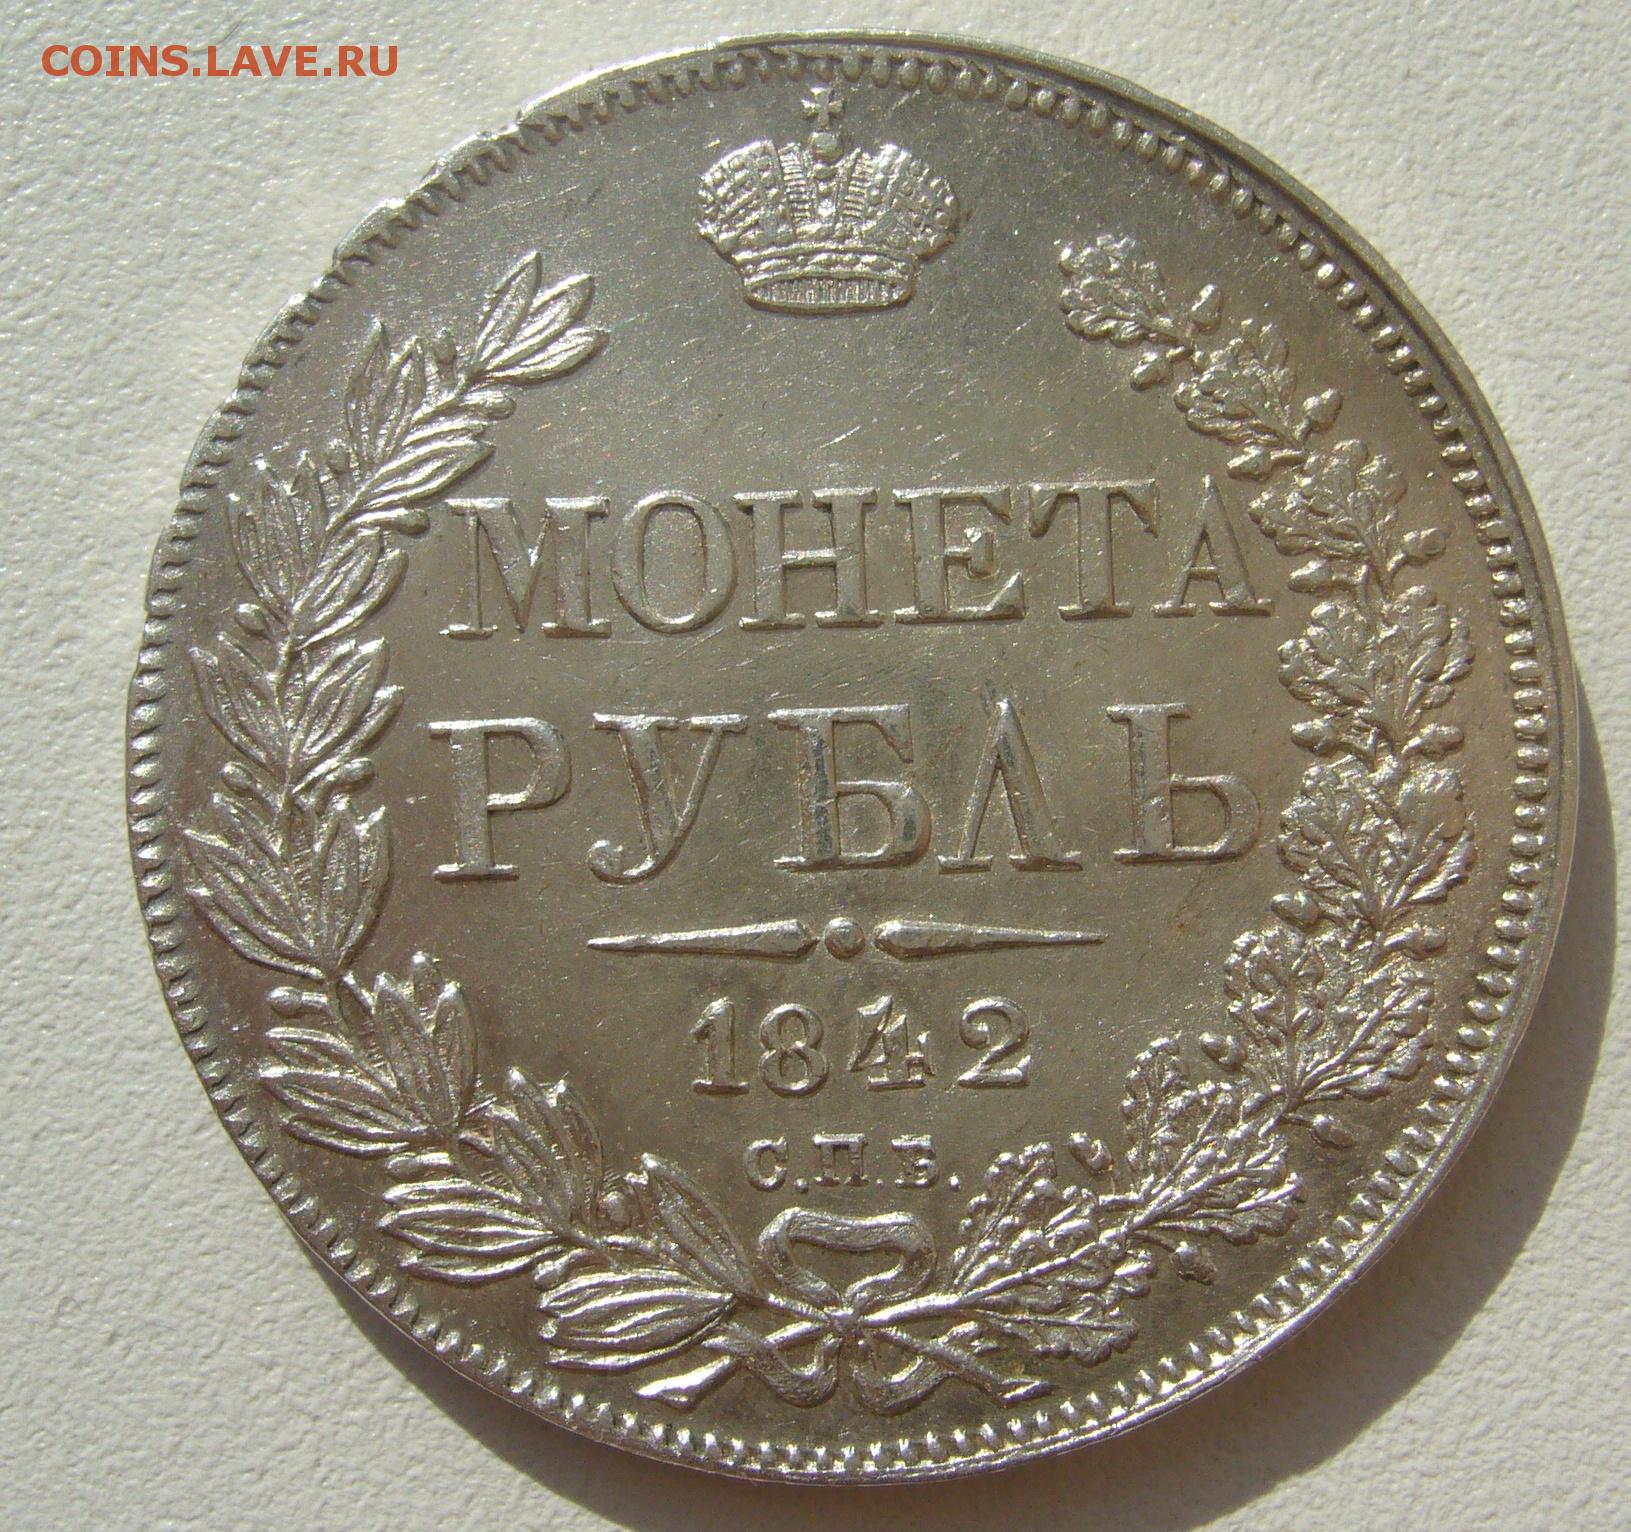 COINS.LAVE.RU
МОНЕТА
РУБЛЬ
1842
С.П.Б.